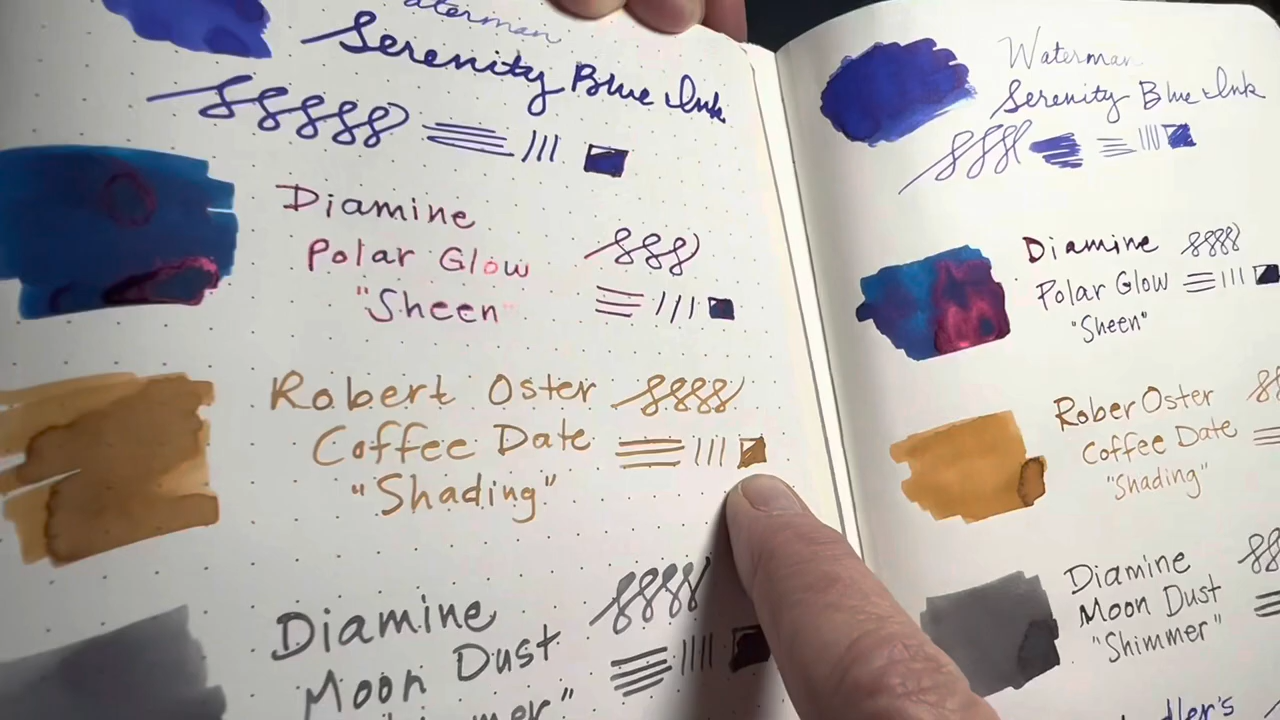 Waterman
Serenity Blue Ink
Diamine
Polar Glow
"Sheen"
Robert Oster
Coffee Date
"Shading"
Diamine
Moon Dust
Waterman
Serenity Blue Ink
Diamine
Polar Glow
"Sheen"
Rober Oster
Coffee Date
"Shading"
Diamine
Moon Dust
"Shimmer"